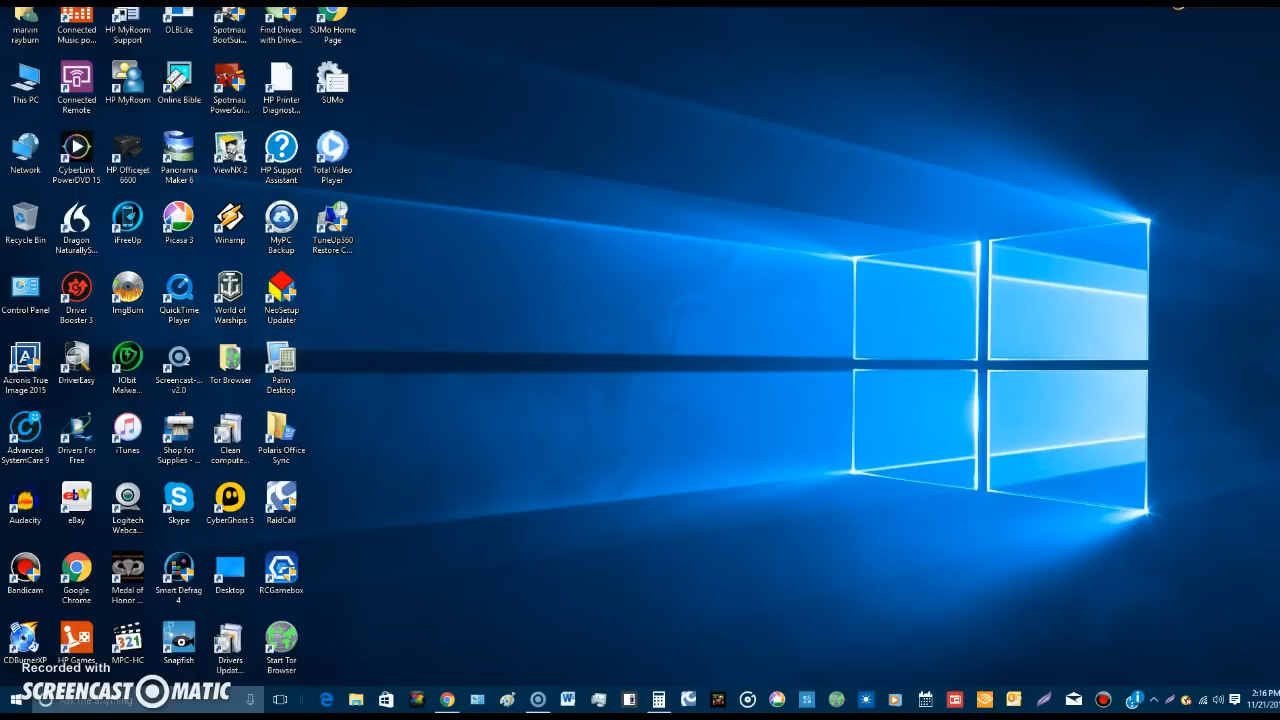 marvin
rayburn
Connected
Music po...
HP MyRoom
Support
OLBLite
Spotmau
BootSui...
Find Drivers
with Drive...
SUMo Home
Page
This PC
Connected
Remote
HP MyRoom
Online Bible
Spotmau
PowerSui...
HP Printer
Diagnost...
SUMo
Network
CyberLink
PowerDVD 15
HP Officejet
6600
Panorama
Maker 6
ViewNX 2
HP Support
Assistant
Total Video
Player
Recycle Bin
Dragon
NaturallyS...
iFreeUp
Picasa 3
Winamp
MyPC
Backup
TuneUp360
Restore C...
Control Panel
Driver
Booster 3
ImgBurn
QuickTime
Player
World of
Warships
NeoSetup
Updater
Acronis True
Image 2015
DriverEasy
IObit
Malwa...
Screencast-...
v2.0
Tor Browser
Palm
Desktop
Advanced
SystemCare 9
Drivers For
Free
iTunes
Shop for
Supplies - ...
Clean
compute...
Polaris Office
Sync
Audacity
eBay
Logitech
Webca...
Skype
CyberGhost 5
RaidCall
Bandicam
Google
Chrome
Medal of
Honor ...
Smart Defrag
4
Desktop
RCGamebox
CDBurnerXP
HP Games
MPC-HC
Snapfish
Drivers
Updat...
Start Tor
Browser
Recorded with
SCREENCAST MATIC
Ask me anything
2:16 PM
11/21/20